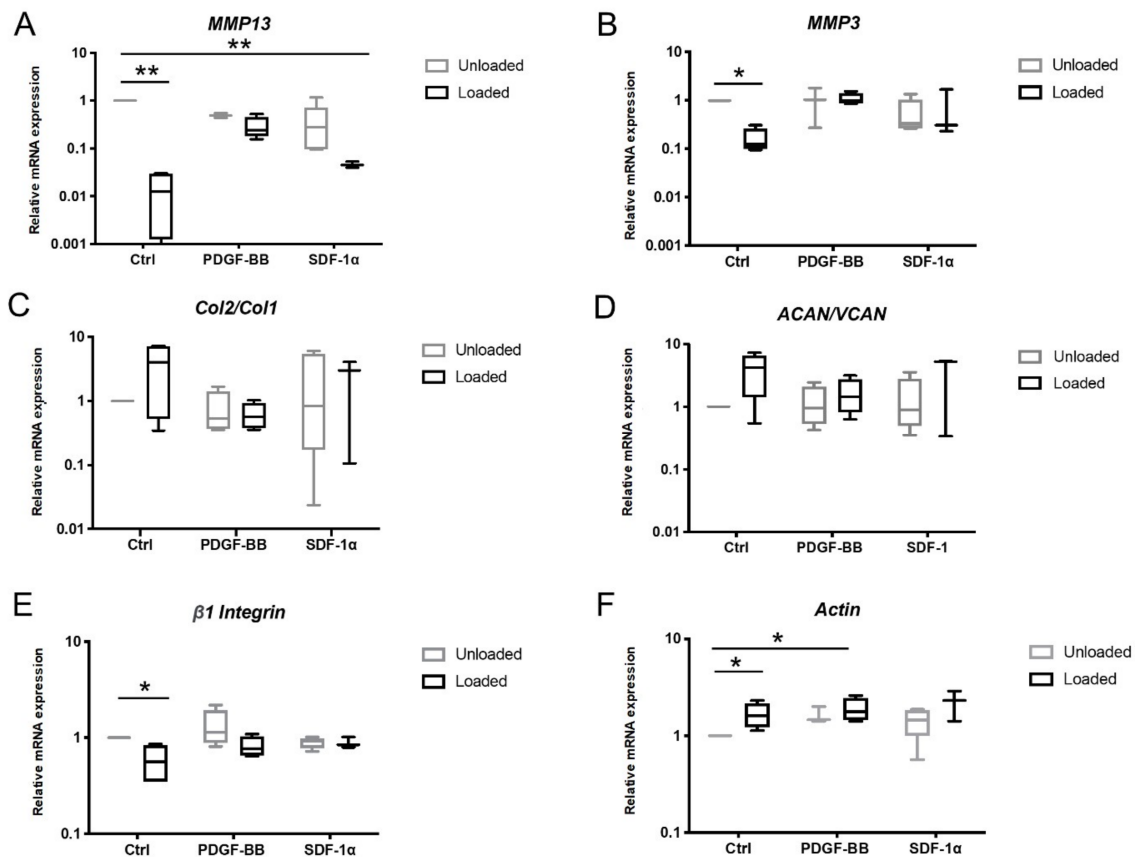 A
MMP13
Relative mRNA expression
10
1
0.1
0.01
0.001
**
**
Ctrl
PDGF-BB
SDF-1α
Unloaded
Loaded
B
MMP3
Relative mRNA expression
10
1
0.1
0.01
0.001
*
Ctrl
PDGF-BB
SDF-1α
Unloaded
Loaded
C
Col2/Col1
Relative mRNA expression
10
1
0.1
0.01
Ctrl
PDGF-BB
SDF-1α
Unloaded
Loaded
D
ACAN/VCAN
Relative mRNA expression
10
1
0.1
0.01
Ctrl
PDGF-BB
SDF-1
Unloaded
Loaded
E
β1 Integrin
Relative mRNA expression
10
1
0.1
*
Ctrl
PDGF-BB
SDF-1α
Unloaded
Loaded
F
Actin
Relative mRNA expression
10
1
0.1
*
*
Ctrl
PDGF-BB
SDF-1α
Unloaded
Loaded